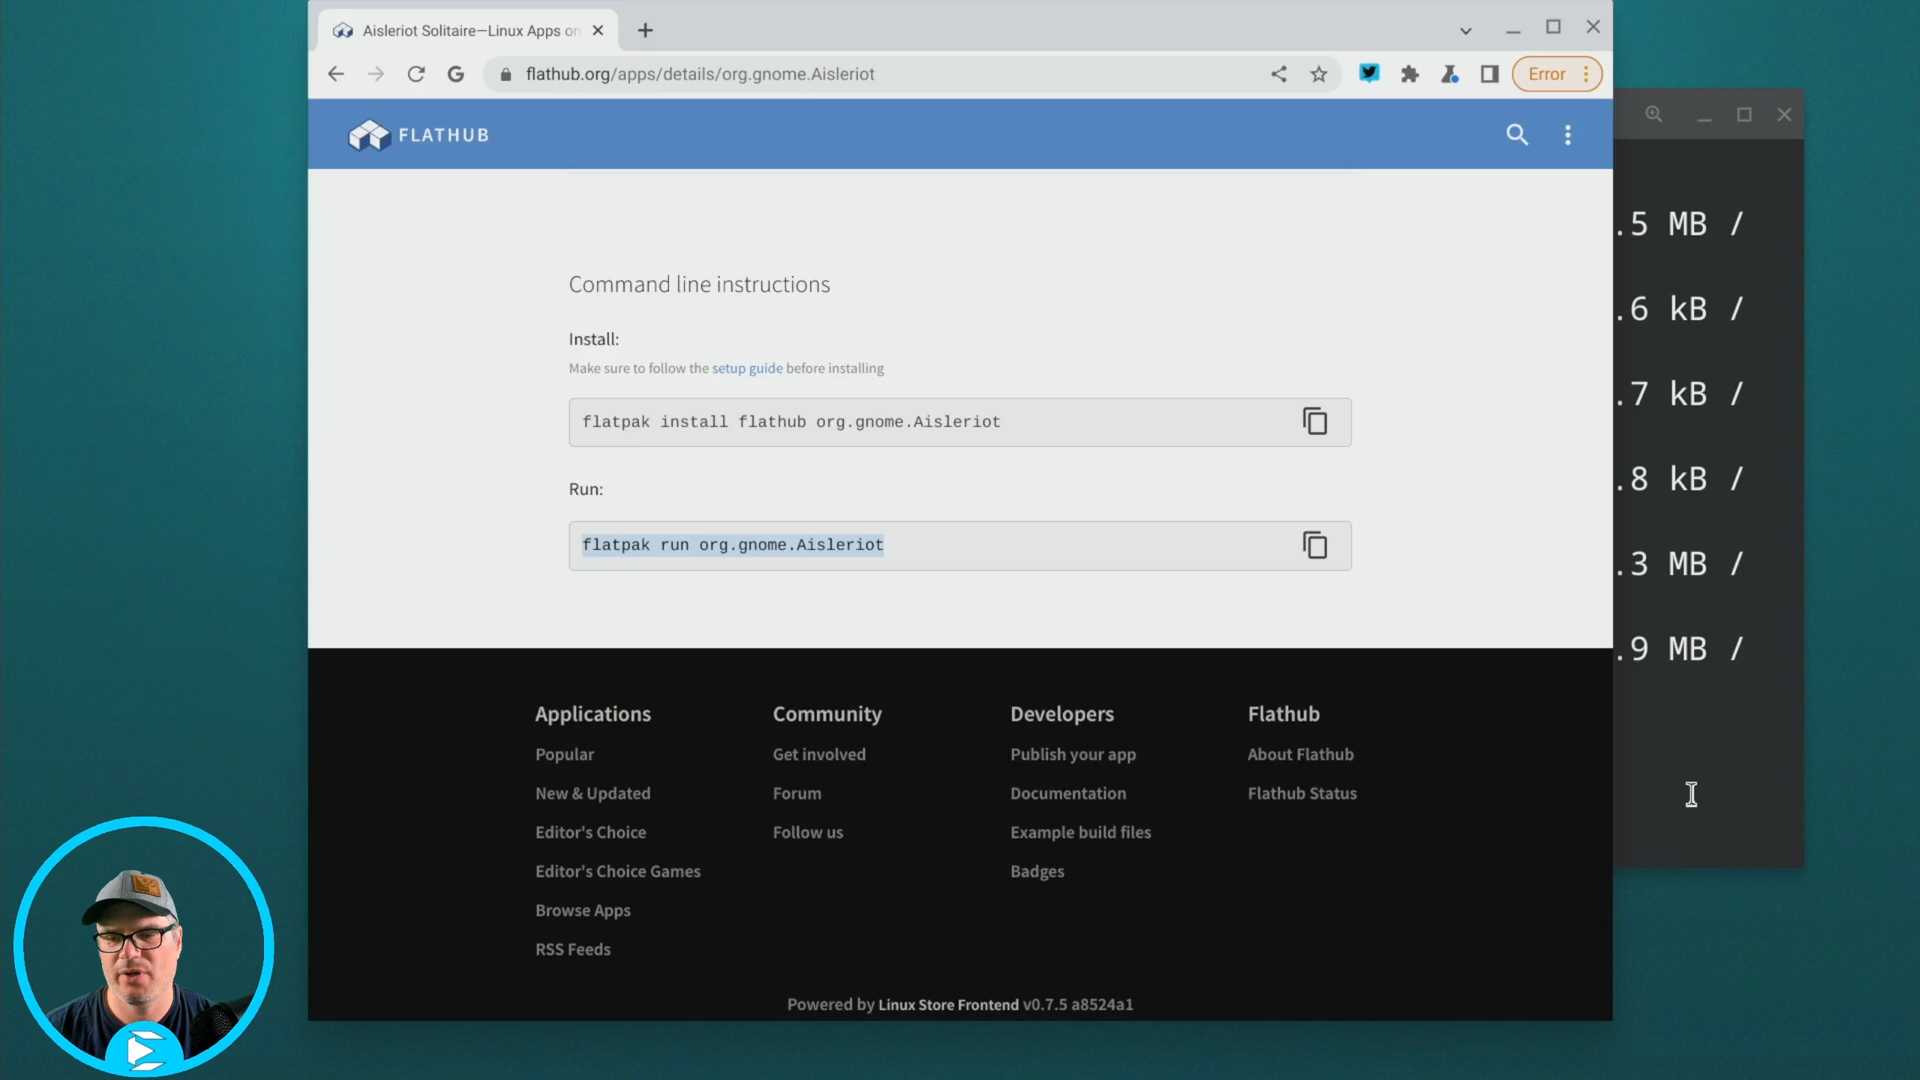 Aisleriot Solitaire—Linux Apps on
flathub.org/apps/details/org.gnome.Aisleriot
Error
FLATHUB
Command line instructions
Install:
Make sure to follow the setup guide before installing
flatpak install flathub org.gnome.Aisleriot
Run:
flatpak run org.gnome.Aisleriot
.5 MB /
.6 kB /
.7 kB /
.8 kB /
.3 MB /
.9 MB /
Applications
Popular
New & Updated
Editor's Choice
Editor's Choice Games
Browse Apps
RSS Feeds
Community
Get involved
Forum
Follow us
Developers
Publish your app
Documentation
Example build files
Badges
Flathub
About Flathub
Flathub Status
Powered by Linux Store Frontend v0.7.5 a8524a1